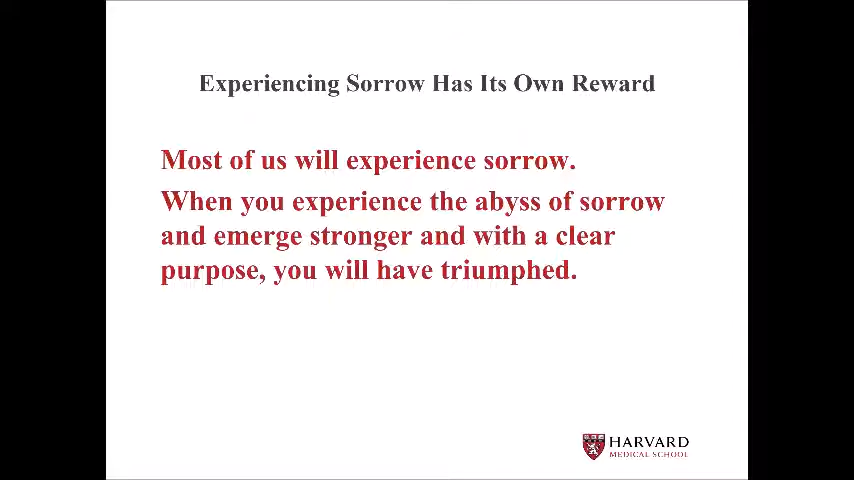 Experiencing Sorrow Has Its Own Reward
Most of us will experience sorrow.
When you experience the abyss of sorrow
and emerge stronger and with a clear
purpose, you will have triumphed.
HARVARD
MEDICAL SCHOOL